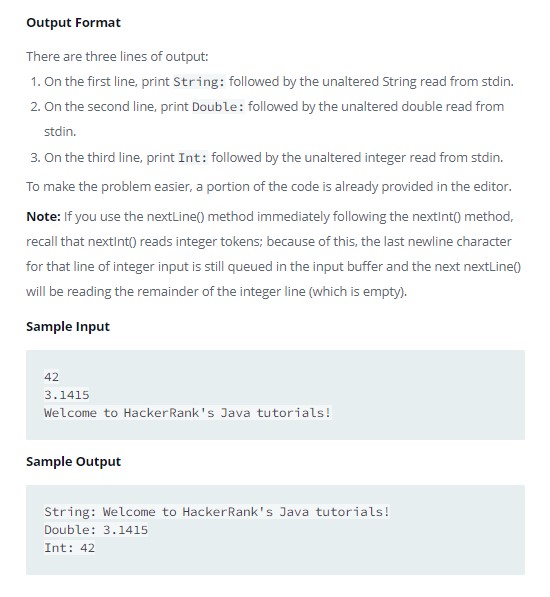 Output Format
There are three lines of output:
1. On the first line, print String: followed by the unaltered String read from stdin.
2. On the second line, print Double: followed by the unaltered double read from
stdin.
3. On the third line, print Int: followed by the unaltered integer read from stdin.
To make the problem easier, a portion of the code is already provided in the editor.
Note: If you use the nextLine() method immediately following the nextInt() method,
recall that nextInt() reads integer tokens; because of this, the last newline character
for that line of integer input is still queued in the input buffer and the next nextLine()
will be reading the remainder of the integer line (which is empty).
Sample Input
42
3.1415
Welcome to HackerRank's Java tutorials!
Sample Output
String: Welcome to HackerRank's Java tutorials!
Double: 3.1415
Int: 42